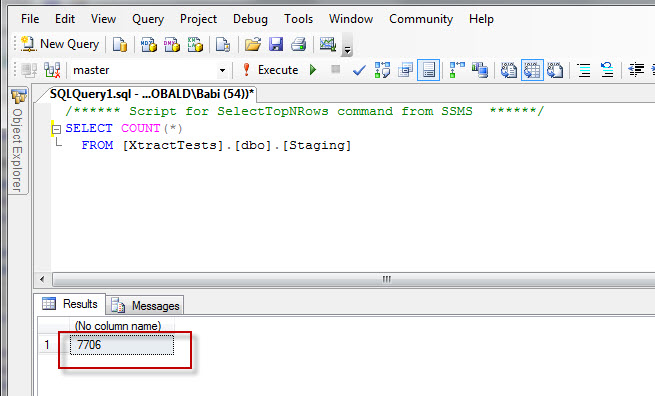 File Edit View Query Project Debug Tools Window Community Help
New Query
master Execute
Object Explorer
SQLQuery1.sql - ...OBALD\Babi (54))*
/****** Script for SelectTopNRows command from SSMS  ******/
SELECT COUNT(*)
FROM [XtractTests].[dbo].[Staging]
Results Messages
(No column name)
1 7706